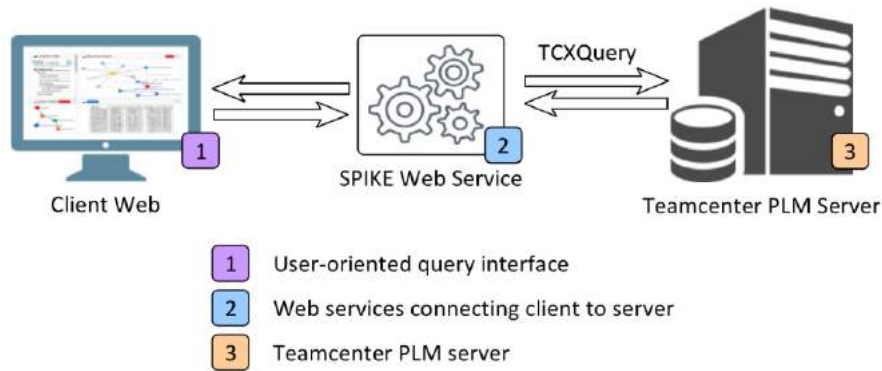 TCXQuery
1
2
3
Client Web
SPIKE Web Service
Teamcenter PLM Server
1 User-oriented query interface
2 Web services connecting client to server
3 Teamcenter PLM server